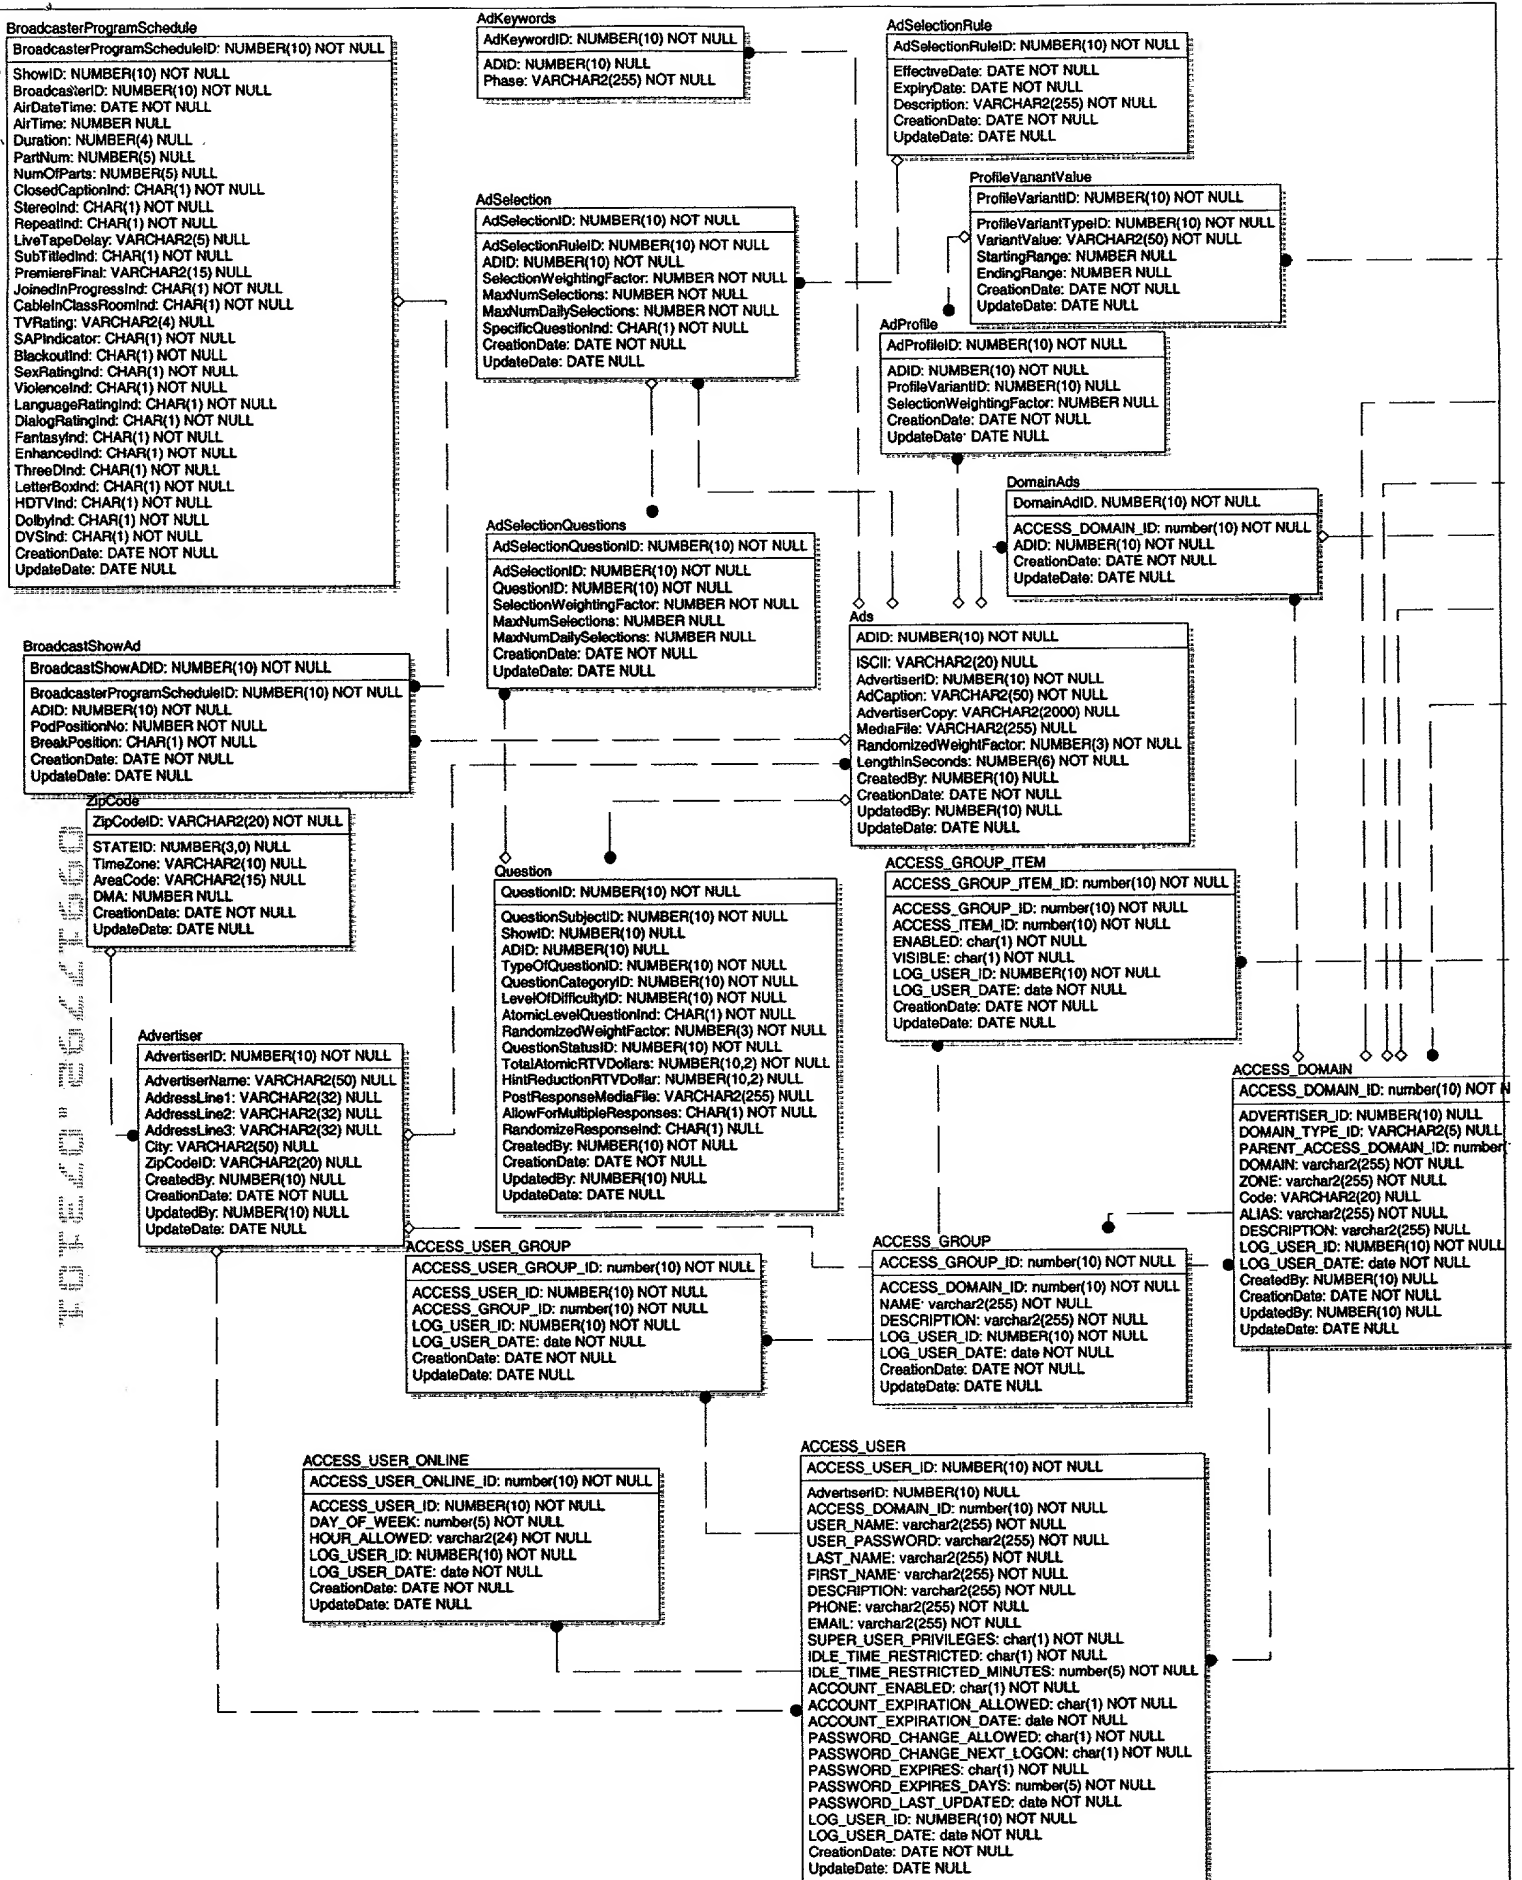 BroadcasterProgramSchedule
BroadcasterProgramScheduleID: NUMBER(10) NOT NULL
ShowID: NUMBER(10) NOT NULL
BroadcasterID: NUMBER(10) NOT NULL
AirDateTime: DATE NOT NULL
AirTime: NUMBER NULL
Duration: NUMBER(4) NULL
PartNum: NUMBER(5) NULL
NumOfParts: NUMBER(5) NULL
ClosedCaptionInd: CHAR(1) NOT NULL
StereoInd: CHAR(1) NOT NULL
RepeatInd: CHAR(1) NOT NULL
LiveTapeDelay: VARCHAR2(5) NULL
SubTitledInd: CHAR(1) NOT NULL
PremiereFinal: VARCHAR2(15) NULL
JoinedInProgressInd: CHAR(1) NOT NULL
CableInClassRoomInd: CHAR(1) NOT NULL
TVRating: VARCHAR2(4) NULL
SAPIndicator: CHAR(1) NOT NULL
BlackoutInd: CHAR(1) NOT NULL
SexRatingInd: CHAR(1) NOT NULL
ViolenceInd: CHAR(1) NOT NULL
LanguageRatingInd: CHAR(1) NOT NULL
DialogRatingInd: CHAR(1) NOT NULL
FantasyInd: CHAR(1) NOT NULL
EnhancedInd: CHAR(1) NOT NULL
ThreeDInd: CHAR(1) NOT NULL
LetterBoxInd: CHAR(1) NOT NULL
HDTVInd: CHAR(1) NOT NULL
DolbyInd: CHAR(1) NOT NULL
DVSInd: CHAR(1) NOT NULL
CreationDate: DATE NOT NULL
UpdateDate: DATE NULL
AdKeywords
AdKeywordID: NUMBER(10) NOT NULL
ADID: NUMBER(10) NULL
Phase: VARCHAR2(255) NOT NULL
AdSelectionRule
AdSelectionRuleID: NUMBER(10) NOT NULL
EffectiveDate: DATE NOT NULL
ExpiryDate: DATE NOT NULL
Description: VARCHAR2(255) NOT NULL
CreationDate: DATE NOT NULL
UpdateDate: DATE NULL
AdSelection
AdSelectionID: NUMBER(10) NOT NULL
AdSelectionRuleID: NUMBER(10) NOT NULL
ADID: NUMBER(10) NOT NULL
SelectionWeightingFactor: NUMBER NOT NULL
MaxNumSelections: NUMBER NOT NULL
MaxNumDailySelections: NUMBER NOT NULL
SpecificQuestionInd: CHAR(1) NOT NULL
CreationDate: DATE NOT NULL
UpdateDate: DATE NULL
ProfileVariantValue
ProfileVariantID: NUMBER(10) NOT NULL
ProfileVariantTypeID: NUMBER(10) NOT NULL
VariantValue: VARCHAR2(50) NOT NULL
StartingRange: NUMBER NULL
EndingRange: NUMBER NULL
CreationDate: DATE NOT NULL
UpdateDate: DATE NULL
AdProfile
AdProfileID: NUMBER(10) NOT NULL
ADID: NUMBER(10) NOT NULL
ProfileVariantID: NUMBER(10) NULL
SelectionWeightingFactor: NUMBER NULL
CreationDate: DATE NOT NULL
UpdateDate: DATE NULL
DomainAds
DomainAdID. NUMBER(10) NOT NULL
ACCESS_DOMAIN_ID: number(10) NOT NULL
ADID: NUMBER(10) NOT NULL
CreationDate: DATE NOT NULL
UpdateDate: DATE NULL
AdSelectionQuestions
AdSelectionQuestionID: NUMBER(10) NOT NULL
AdSelectionID: NUMBER(10) NOT NULL
QuestionID: NUMBER(10) NOT NULL
SelectionWeightingFactor: NUMBER NOT NULL
MaxNumSelections: NUMBER NULL
MaxNumDailySelections: NUMBER NULL
CreationDate: DATE NOT NULL
UpdateDate: DATE NULL
Ads
ADID: NUMBER(10) NOT NULL
ISCII: VARCHAR2(20) NULL
AdvertiserID: NUMBER(10) NOT NULL
AdCaption: VARCHAR2(50) NOT NULL
AdvertiserCopy: VARCHAR2(2000) NULL
MediaFile: VARCHAR2(255) NULL
RandomizedWeightFactor: NUMBER(3) NOT NULL
LengthInSeconds: NUMBER(6) NOT NULL
CreatedBy: NUMBER(10) NULL
CreationDate: DATE NOT NULL
UpdatedBy: NUMBER(10) NULL
UpdateDate: DATE NULL
BroadcastShowAd
BroadcastShowADID: NUMBER(10) NOT NULL
BroadcasterProgramScheduleID: NUMBER(10) NOT NULL
ADID: NUMBER(10) NOT NULL
PodPositionNo: NUMBER NOT NULL
BreakPosition: CHAR(1) NOT NULL
CreationDate: DATE NOT NULL
UpdateDate: DATE NULL
ZipCode
ZipCodeID: VARCHAR2(20) NOT NULL
STATEID: NUMBER(3,0) NULL
TimeZone: VARCHAR2(10) NULL
AreaCode: VARCHAR2(15) NULL
DMA: NUMBER NULL
CreationDate: DATE NOT NULL
UpdateDate: DATE NULL
Question
QuestionID: NUMBER(10) NOT NULL
QuestionSubjectID: NUMBER(10) NOT NULL
ShowID: NUMBER(10) NULL
ADID: NUMBER(10) NULL
TypeOfQuestionID: NUMBER(10) NOT NULL
QuestionCategoryID: NUMBER(10) NOT NULL
LevelOfDifficultyID: NUMBER(10) NOT NULL
AtomicLevelQuestionInd: CHAR(1) NOT NULL
RandomizedWeightFactor: NUMBER(3) NOT NULL
QuestionStatusID: NUMBER(10) NOT NULL
TotalAtomicRTVDollars: NUMBER(10,2) NOT NULL
HintReductionRTVDollar: NUMBER(10,2) NOT NULL
PostResponseMediaFile: VARCHAR2(255) NULL
AllowForMultipleResponses: CHAR(1) NOT NULL
RandomizeResponseInd: CHAR(1) NULL
CreatedBy: NUMBER(10) NOT NULL
CreationDate: DATE NOT NULL
UpdatedBy: NUMBER(10) NULL
UpdateDate: DATE NULL
ACCESS_GROUP_ITEM
ACCESS_GROUP_ITEM_ID: number(10) NOT NULL
ACCESS_GROUP_ID: number(10) NOT NULL
ACCESS_ITEM_ID: number(10) NOT NULL
ENABLED: char(1) NOT NULL
VISIBLE: char(1) NOT NULL
LOG_USER_ID: NUMBER(10) NOT NULL
LOG_USER_DATE: date NOT NULL
CreationDate: DATE NOT NULL
UpdateDate: DATE NULL
Advertiser
AdvertiserID: NUMBER(10) NOT NULL
AdvertiserName: VARCHAR2(50) NULL
AddressLine1: VARCHAR2(32) NULL
AddressLine2: VARCHAR2(32) NULL
AddressLine3: VARCHAR2(32) NULL
City: VARCHAR2(50) NULL
ZipCodeID: VARCHAR2(20) NULL
CreatedBy: NUMBER(10) NULL
CreationDate: DATE NOT NULL
UpdatedBy: NUMBER(10) NULL
UpdateDate: DATE NULL
ACCESS_DOMAIN
ACCESS_DOMAIN_ID: number(10) NOT N
ADVERTISER_ID: NUMBER(10) NULL
DOMAIN_TYPE_ID: VARCHAR2(5) NULL
PARENT_ACCESS_DOMAIN_ID: number(
DOMAIN: varchar2(255) NOT NULL
ZONE: varchar2(255) NOT NULL
Code: VARCHAR2(20) NULL
ALIAS: varchar2(255) NOT NULL
DESCRIPTION: varchar2(255) NULL
LOG_USER_ID: NUMBER(10) NOT NULL
LOG_USER_DATE: date NOT NULL
CreatedBy: NUMBER(10) NULL
CreationDate: DATE NOT NULL
UpdatedBy: NUMBER(10) NULL
UpdateDate: DATE NULL
ACCESS_USER_GROUP
ACCESS_USER_GROUP_ID: number(10) NOT NULL
ACCESS_USER_ID: NUMBER(10) NOT NULL
ACCESS_GROUP_ID: number(10) NOT NULL
LOG_USER_ID: NUMBER(10) NOT NULL
LOG_USER_DATE: date NOT NULL
CreationDate: DATE NOT NULL
UpdateDate: DATE NULL
ACCESS_GROUP
ACCESS_GROUP_ID: number(10) NOT NULL
ACCESS_DOMAIN_ID: number(10) NOT NULL
NAME: varchar2(255) NOT NULL
DESCRIPTION: varchar2(255) NOT NULL
LOG_USER_ID: NUMBER(10) NOT NULL
LOG_USER_DATE: date NOT NULL
CreationDate: DATE NOT NULL
UpdateDate: DATE NULL
ACCESS_USER_ONLINE
ACCESS_USER_ONLINE_ID: number(10) NOT NULL
ACCESS_USER_ID: NUMBER(10) NOT NULL
DAY_OF_WEEK: number(5) NOT NULL
HOUR_ALLOWED: varchar2(24) NOT NULL
LOG_USER_ID: NUMBER(10) NOT NULL
LOG_USER_DATE: date NOT NULL
CreationDate: DATE NOT NULL
UpdateDate: DATE NULL
ACCESS_USER
ACCESS_USER_ID: NUMBER(10) NOT NULL
AdvertiserID: NUMBER(10) NULL
ACCESS_DOMAIN_ID: number(10) NOT NULL
USER_NAME: varchar2(255) NOT NULL
USER_PASSWORD: varchar2(255) NOT NULL
LAST_NAME: varchar2(255) NOT NULL
FIRST_NAME: varchar2(255) NOT NULL
DESCRIPTION: varchar2(255) NOT NULL
PHONE: varchar2(255) NOT NULL
EMAIL: varchar2(255) NOT NULL
SUPER_USER_PRIVILEGES: char(1) NOT NULL
IDLE_TIME_RESTRICTED: char(1) NOT NULL
IDLE_TIME_RESTRICTED_MINUTES: number(5) NOT NULL
ACCOUNT_ENABLED: char(1) NOT NULL
ACCOUNT_EXPIRATION_ALLOWED: char(1) NOT NULL
ACCOUNT_EXPIRATION_DATE: date NOT NULL
PASSWORD_CHANGE_ALLOWED: char(1) NOT NULL
PASSWORD_CHANGE_NEXT_LOGON: char(1) NOT NULL
PASSWORD_EXPIRES: char(1) NOT NULL
PASSWORD_EXPIRES_DAYS: number(5) NOT NULL
PASSWORD_LAST_UPDATED: date NOT NULL
LOG_USER_ID: NUMBER(10) NOT NULL
LOG_USER_DATE: date NOT NULL
CreationDate: DATE NOT NULL
UpdateDate: DATE NULL